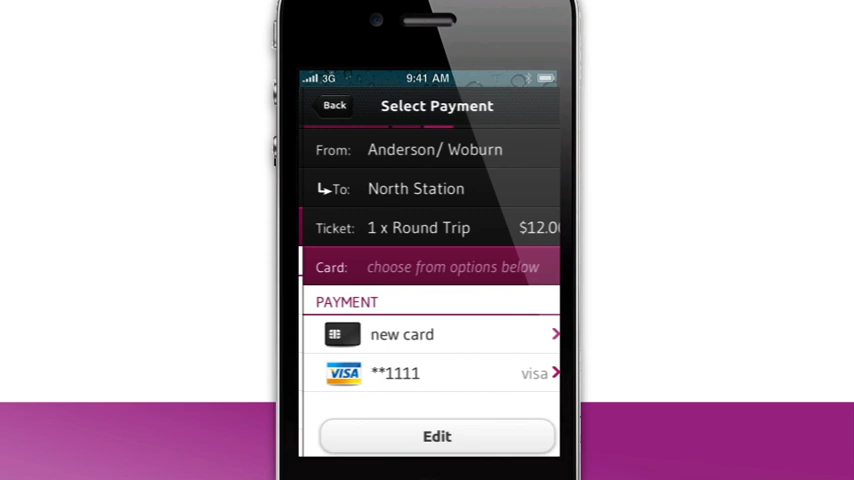 3G 9:41 AM
Back Select Payment
From: Anderson/ Woburn
To: North Station
Ticket: 1 x Round Trip $12.00
Card: choose from options below
PAYMENT
new card
VISA **1111 visa
Edit